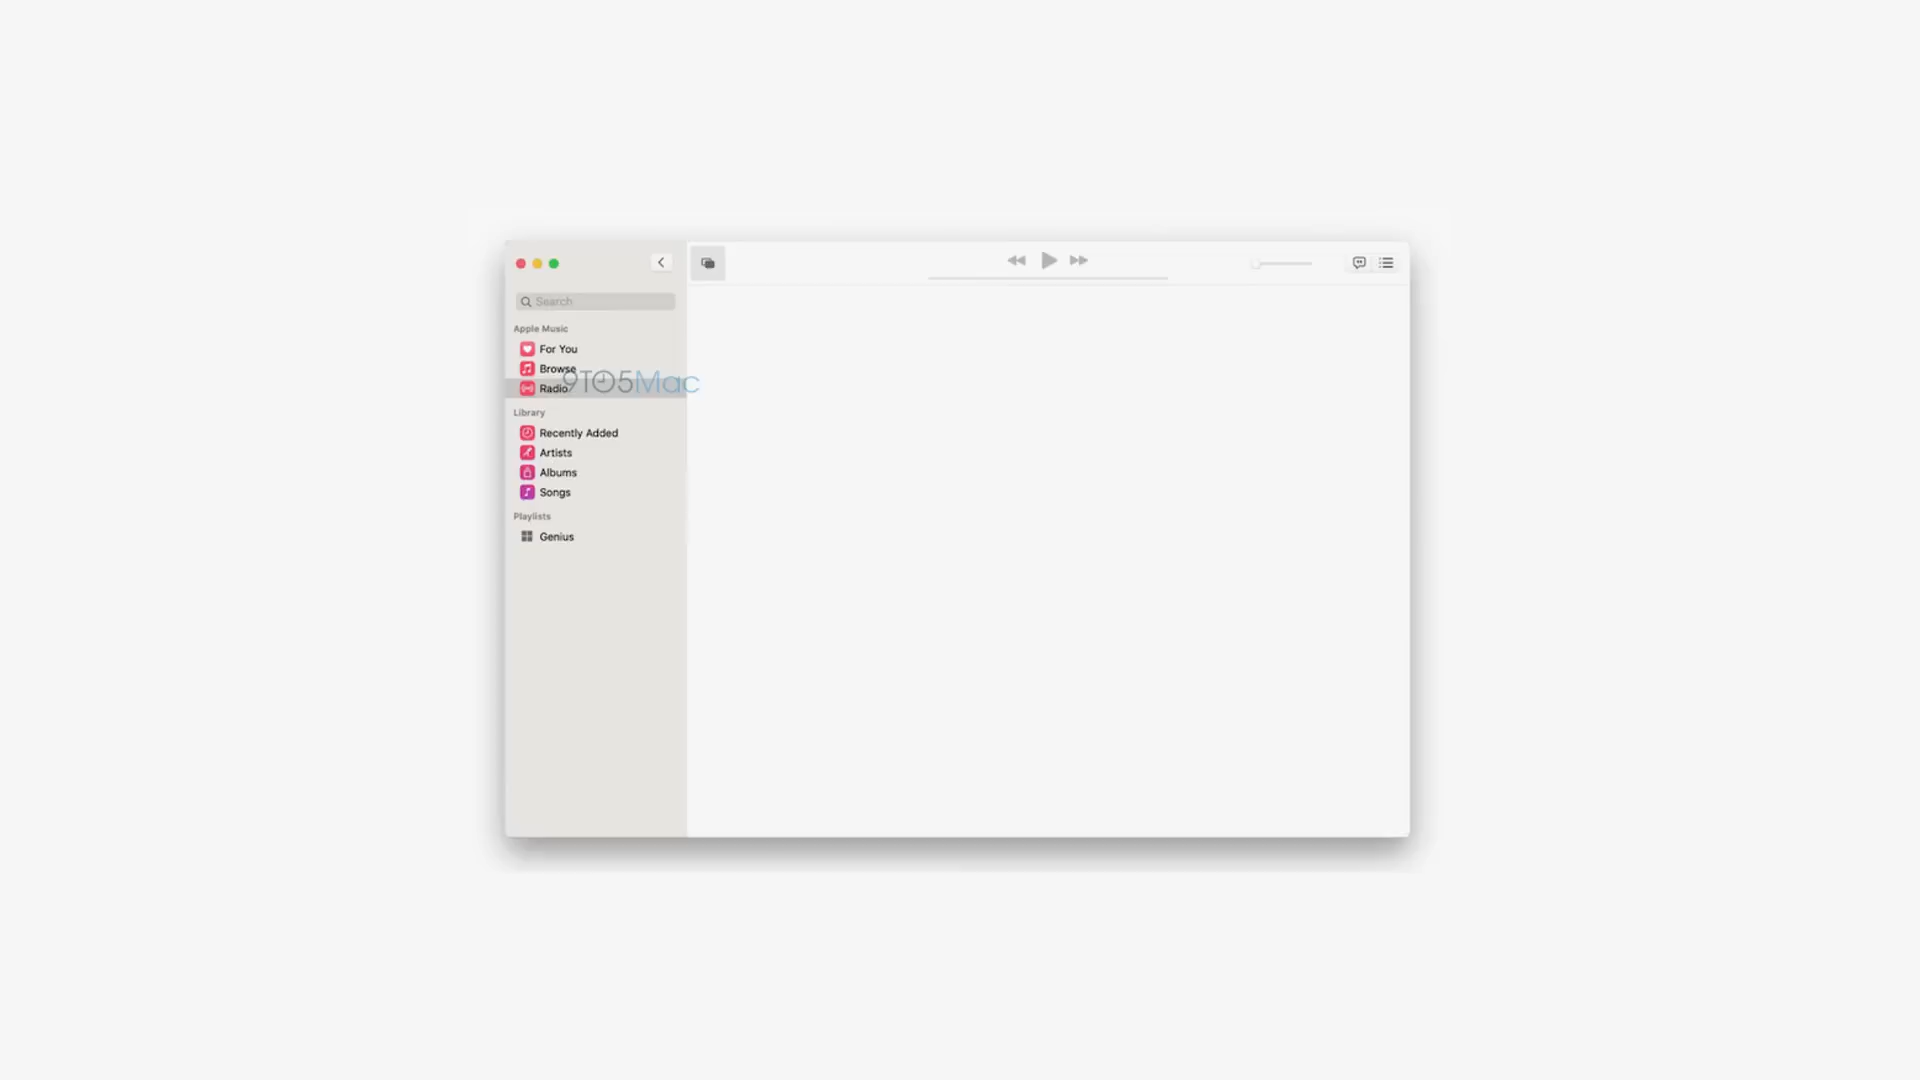 Search
Apple Music
For You
Browse
Radio
9TO5Mac
Library
Recently Added
Artists
Albums
Songs
Playlists
Genius